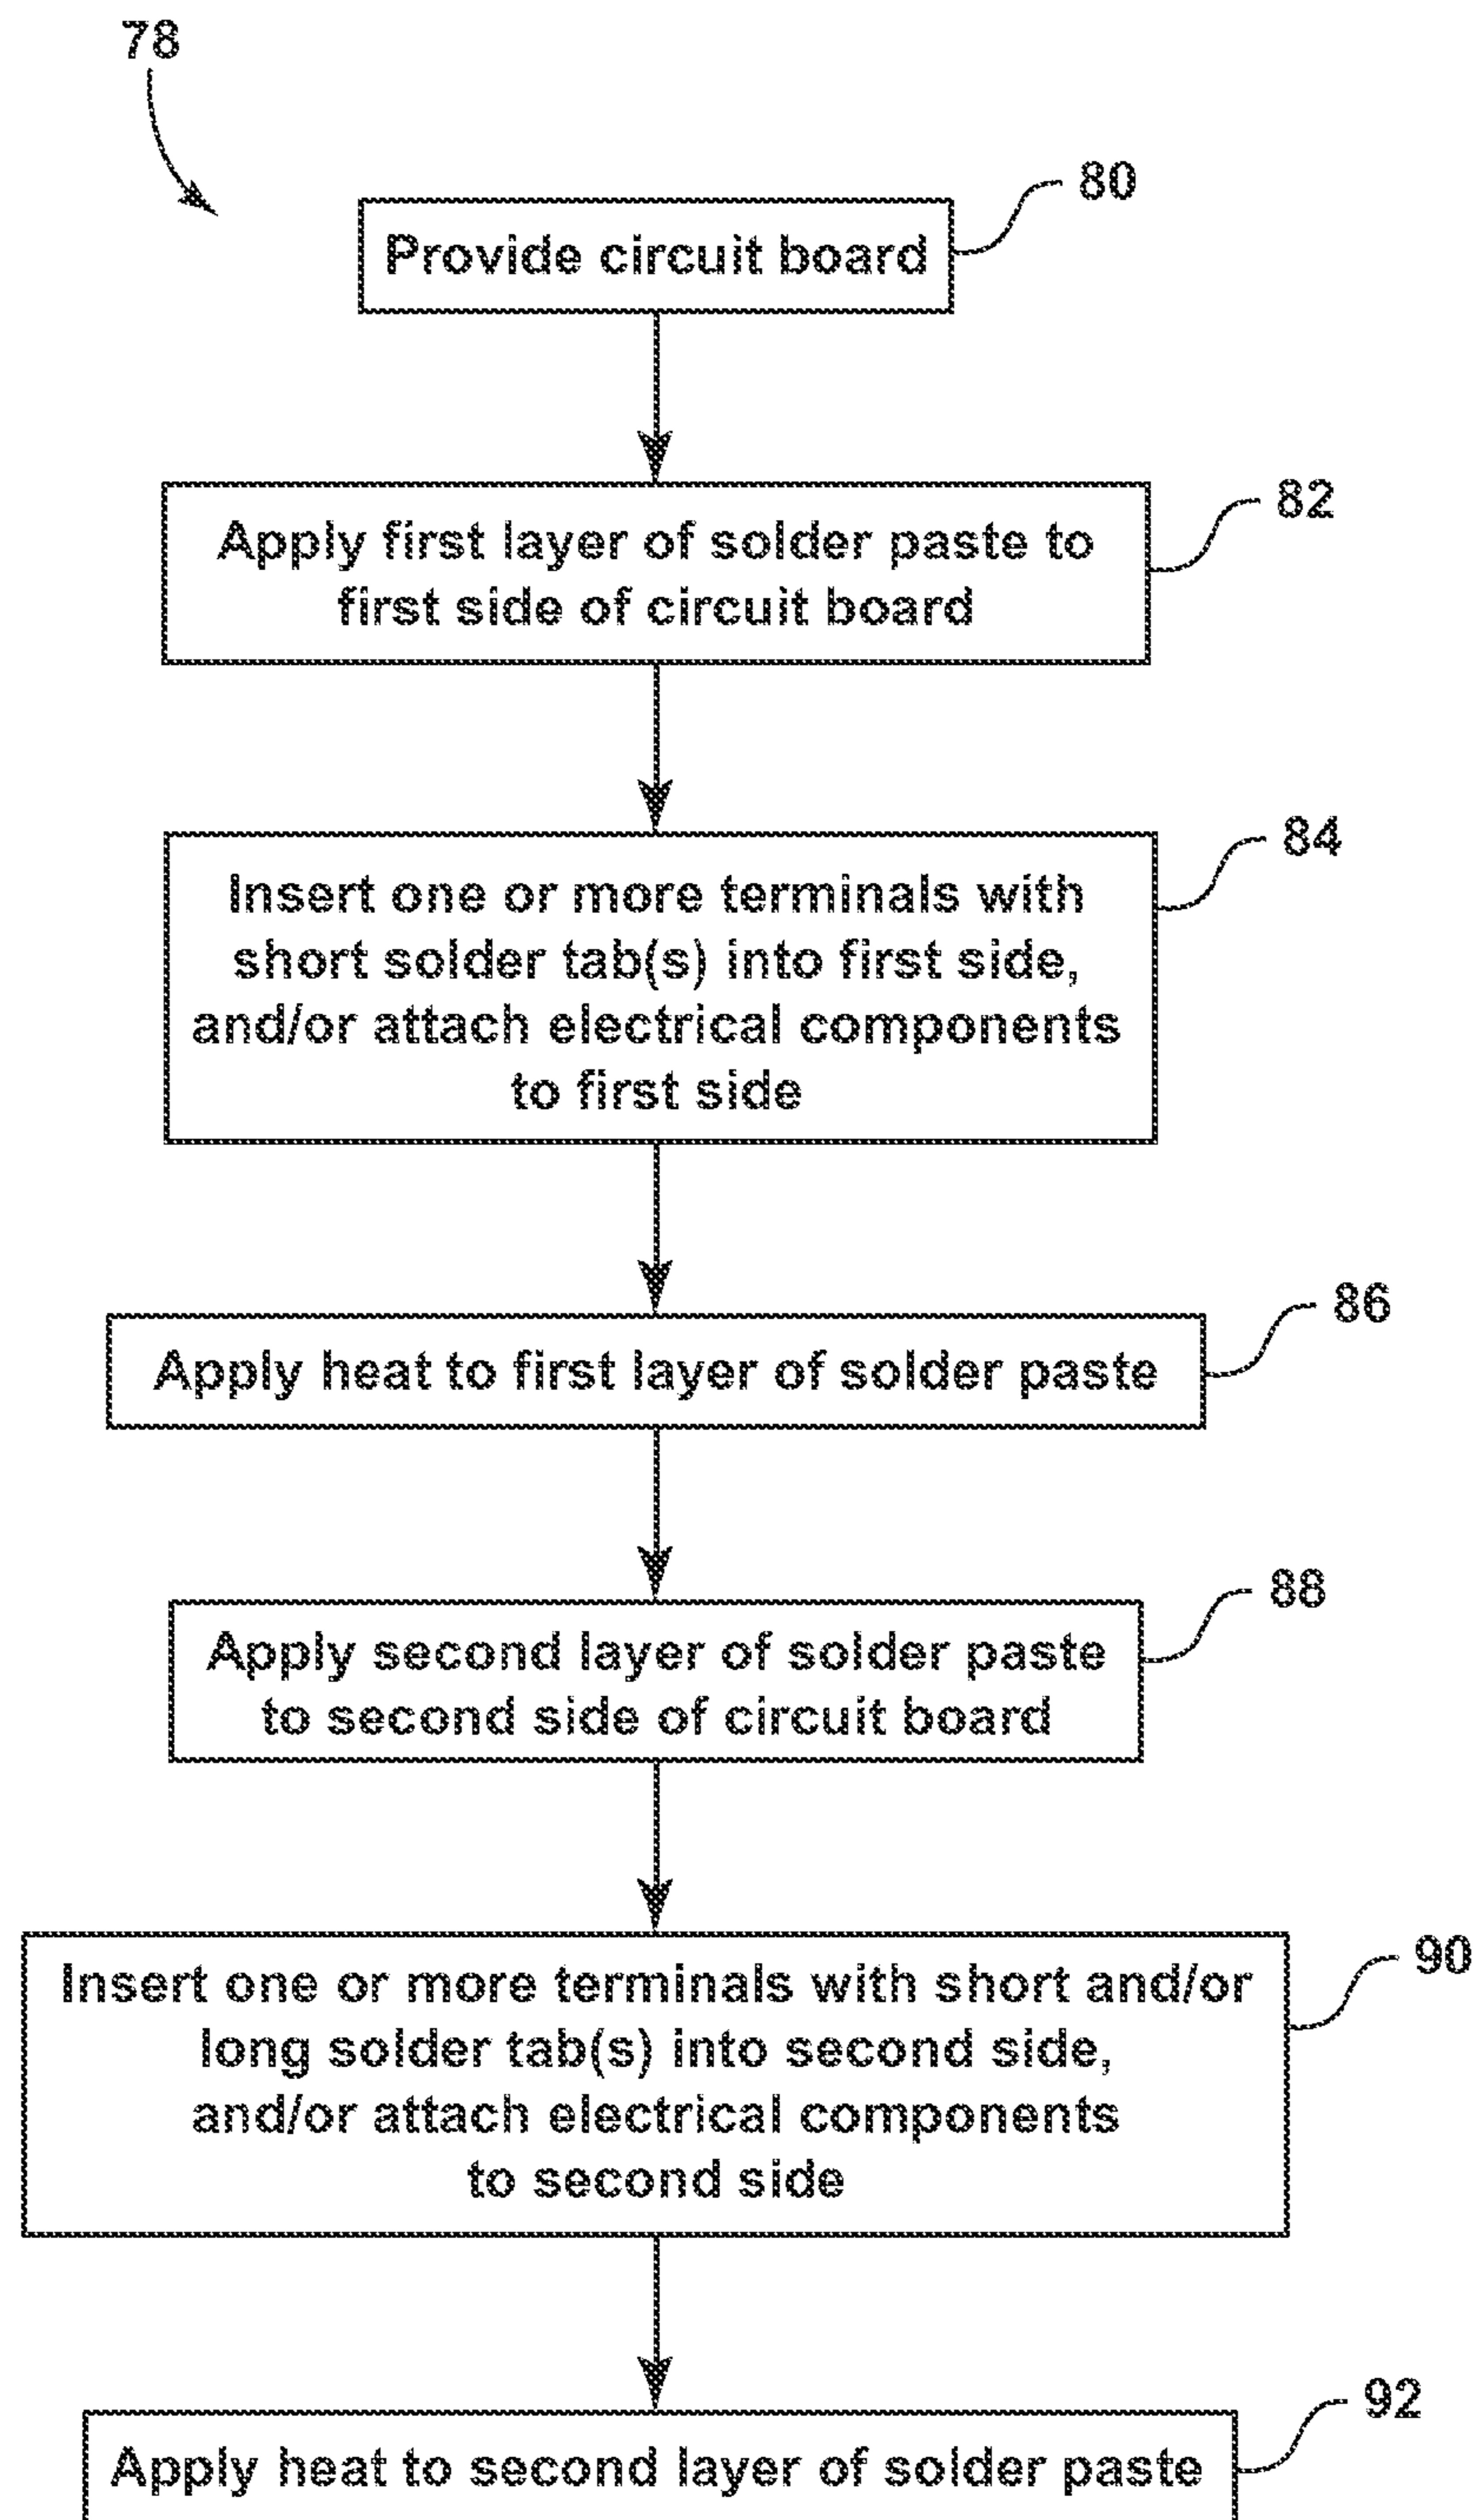 78
80
Provide circuit board
82
Apply first layer of solder paste to
first side of circuit board
84
Insert one or more terminals with
short solder tab(s) into first side,
and/or attach electrical components
to first side
86
Apply heat to first layer of solder paste
88
Apply second layer of solder paste
to second side of circuit board
90
Insert one or more terminals with short and/or
long solder tab(s) into second side,
and/or attach electrical components
to second side
92
Apply heat to second layer of solder paste